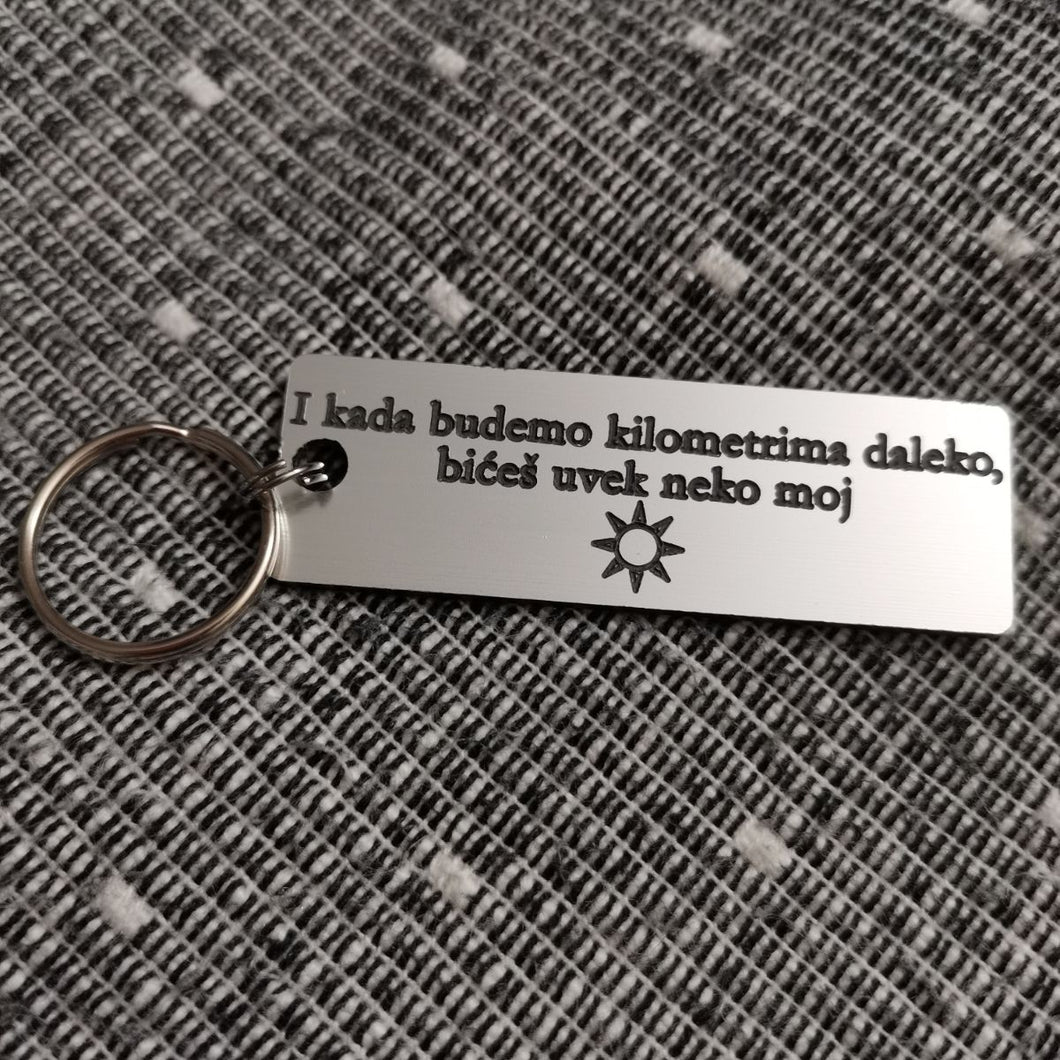 I kada budemo kilometrima daleko,
bićeš uvek neko moj